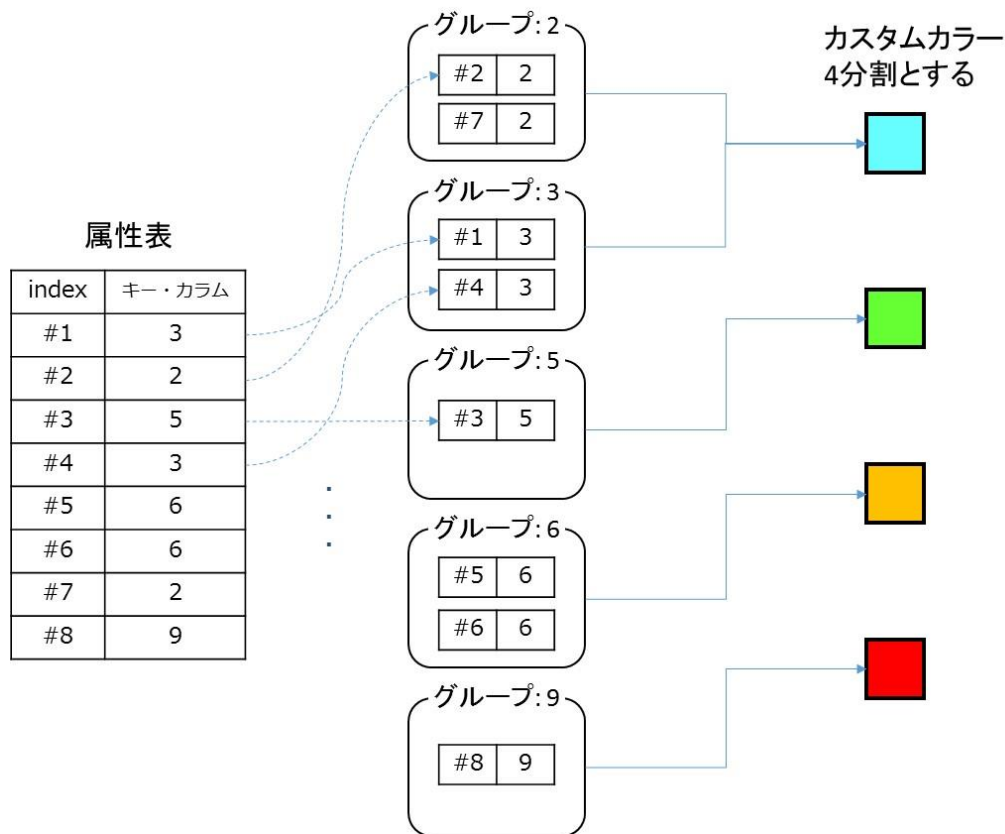 グループ:2
#2 2
#7 2
カスタムカラー
4分割とする
グループ:3
#1 3
#4 3
属性表
index キー・カラム
#1 3
#2 2
#3 5
#4 3
#5 6
#6 6
#7 2
#8 9
グループ:5
#3 5
グループ:6
#5 6
#6 6
グループ:9
#8 9